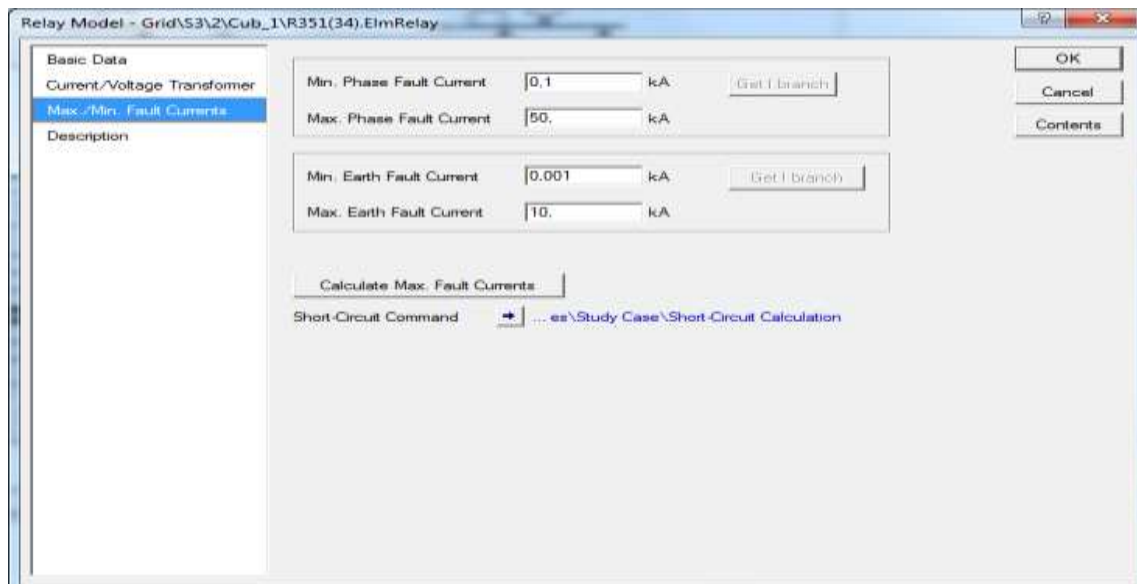 Relay Model - Grid\S3\2\Cub_1\R351(34).ElmRelay
Basic Data
Current/Voltage Transformer
Max./Min. Fault Currents
Description
Min. Phase Fault Current 0,1 kA Get I branch
Max. Phase Fault Current 50. kA
Min. Earth Fault Current 0.001 kA Get I branch
Max. Earth Fault Current 10. kA
Calculate Max. Fault Currents
Short-Circuit Command ... es\Study Case\Short-Circuit Calculation
OK
Cancel
Contents